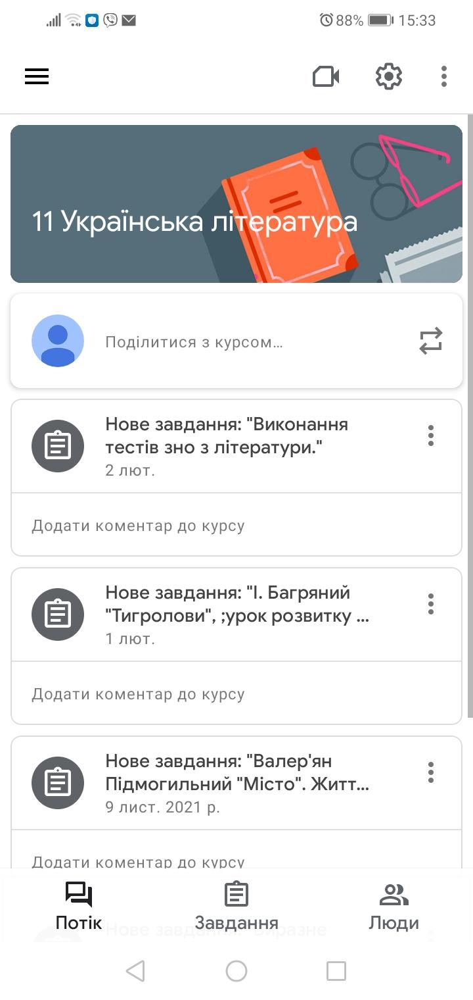 88% 15:33
11 Українська література
Поділитися з курсом...
Нове завдання: "Виконання
тестів зно з літератури."
2 лют.
Додати коментар до курсу
Нове завдання: "І. Багряний
"Тигролови", ;урок розвитку ...
1 лют.
Додати коментар до курсу
Нове завдання: "Валер'ян
Підмогильний "Місто". Житт...
9 лист. 2021 р.
Додати коментар до курсу
Нове завдання: "Виразне
Потік Завдання Люди